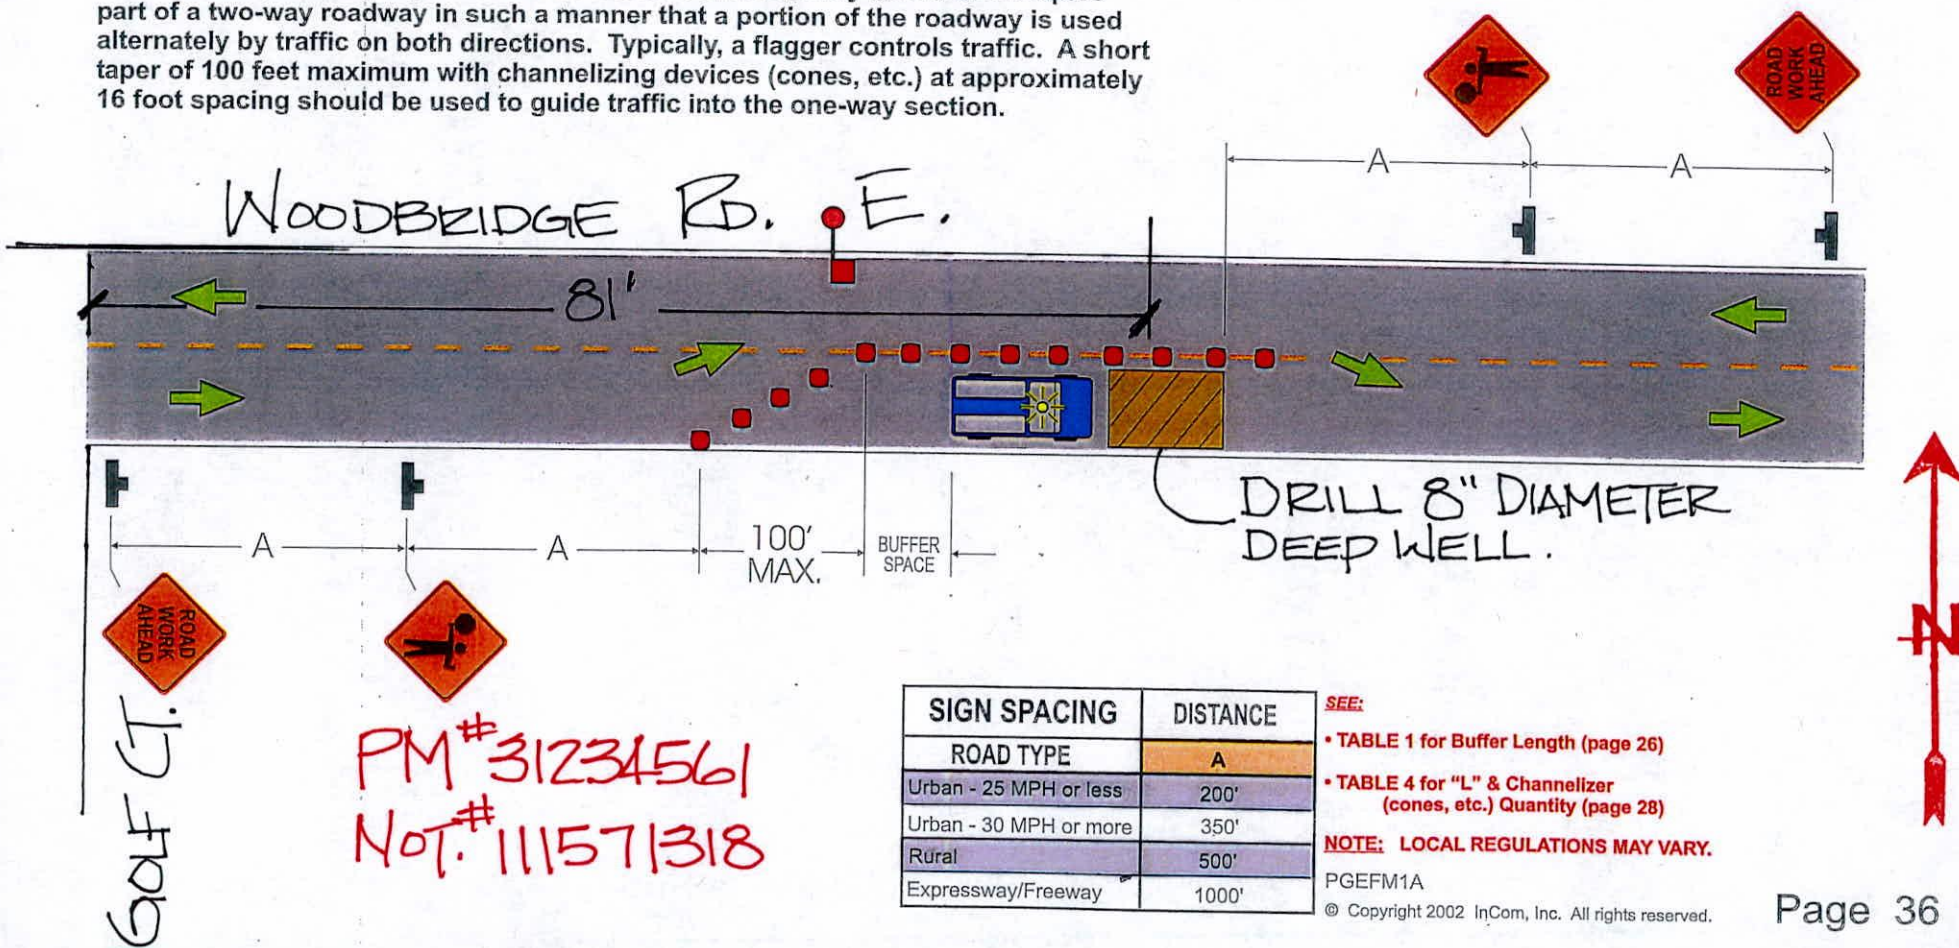 part of a two-way roadway in such a manner that a portion of the roadway is used
alternately by traffic on both directions. Typically, a flagger controls traffic. A short
taper of 100 feet maximum with channelizing devices (cones, etc.) at approximately
16 foot spacing should be used to guide traffic into the one-way section.
ROAD
WORK
AHEAD
A
A
WOODBRIDGE RD. E.
81'
DRILL 8" DIAMETER
DEEP WELL.
A
A
100'
MAX.
BUFFER
SPACE
ROAD
WORK
AHEAD
GOLF CT.
PM#31234561
NOT.#111571318
N
SIGN SPACING DISTANCE
ROAD TYPE A
Urban - 25 MPH or less 200'
Urban - 30 MPH or more 350'
Rural 500'
Expressway/Freeway 1000'
SEE:
• TABLE 1 for Buffer Length (page 26)
• TABLE 4 for “L” & Channelizer
(cones, etc.) Quantity (page 28)
NOTE: LOCAL REGULATIONS MAY VARY.
PGEFM1A
© Copyright 2002 InCom, Inc. All rights reserved.
Page 36